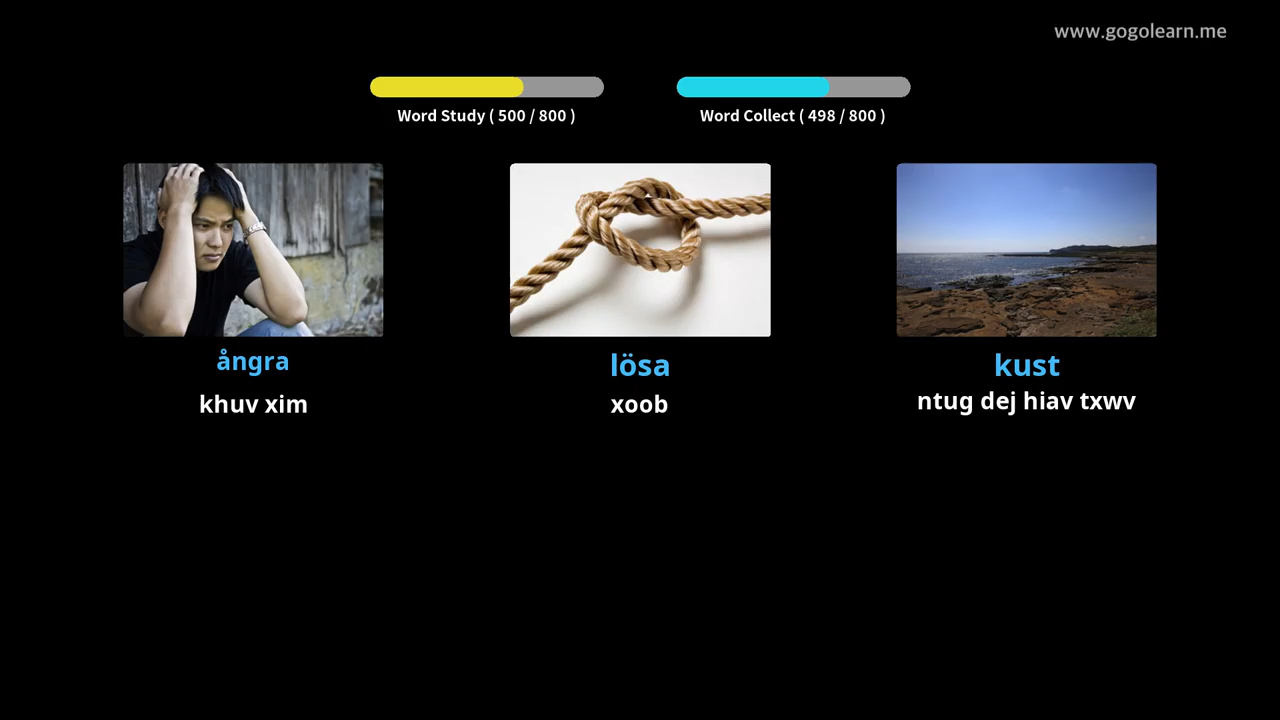 www.gogolearn.me
Word Study ( 500 / 800 )
Word Collect ( 498 / 800 )
ångra
khuv xim
lösa
xoob
kust
ntug dej hiav txwv